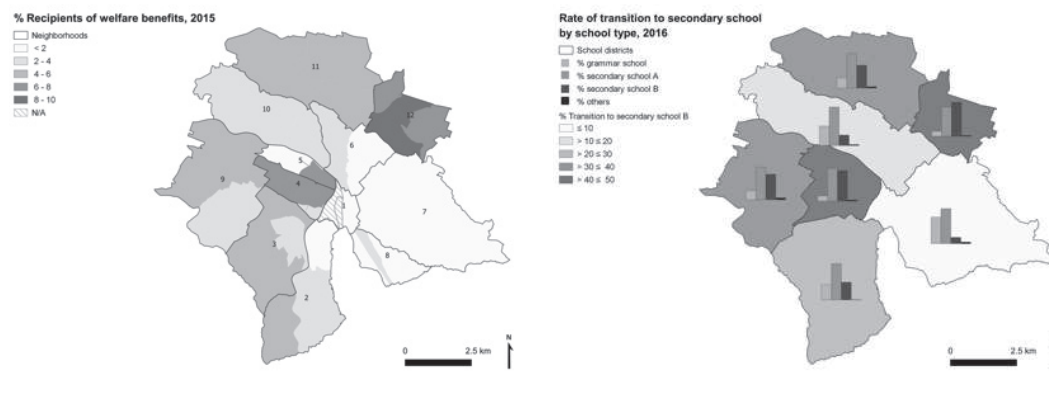 % Recipients of welfare benefits, 2015
Neighborhoods
< 2
2 - 4
4 - 6
6 - 8
8 - 10
N/A
11
12
10
6
5
9
4
1
7
3
8
2
0 2.5 km
N
Rate of transition to secondary school
by school type, 2016
School districts
% grammar school
% secondary school A
% secondary school B
% others
% Transition to secondary school B
≤ 10
> 10 ≤ 20
> 20 ≤ 30
> 30 ≤ 40
> 40 ≤ 50
0 2.5 km